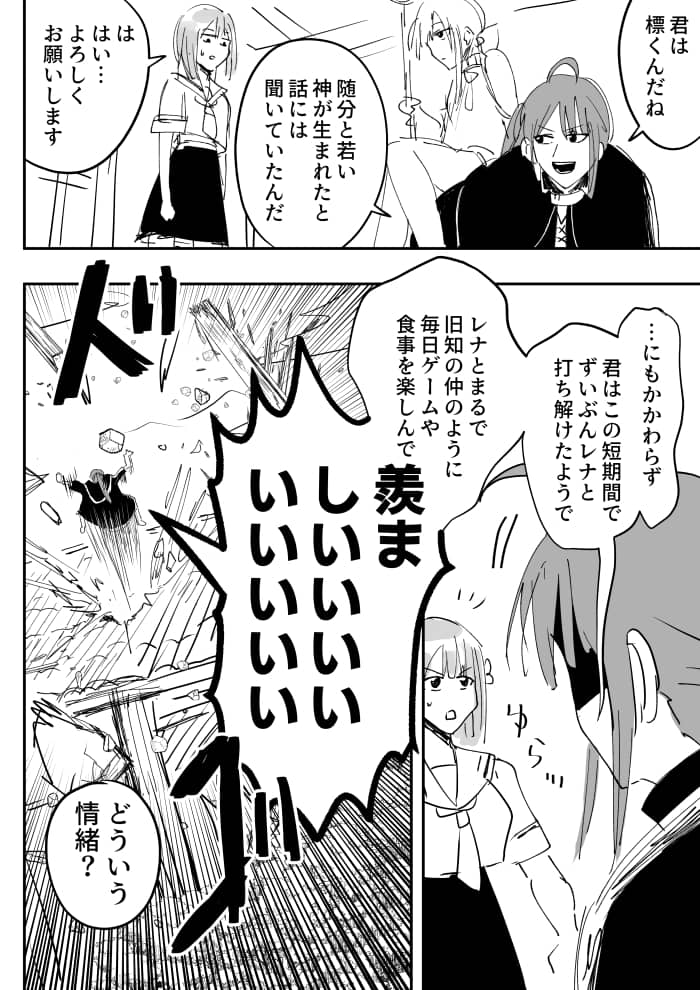 君は
標くんだね
随分と若い
神が生まれたと
話には
聞いていたんだ
は
はい…
よろしく
お願いします
…にもかかわらず
君はこの短期間で
ずいぶんレナと
打ち解けたようで
レナとまるで
旧知の仲のように
毎日ゲームや
食事を楽しんで
ゆら…
羨ま
しいいいい
いいいいい
どういう
情緒？